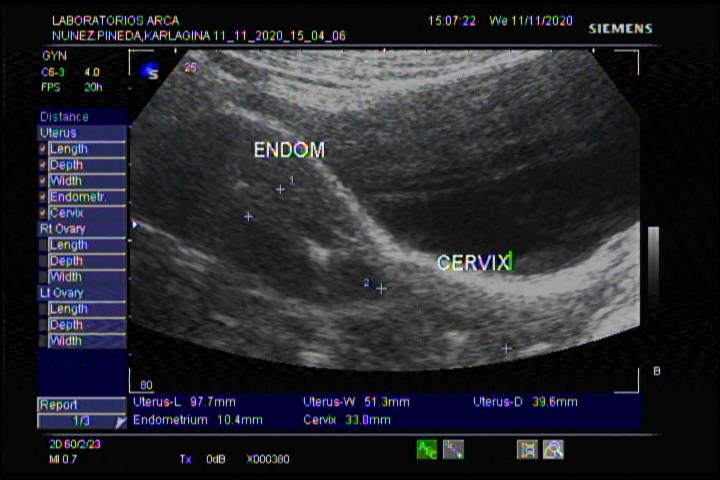 LABORATORIOS ARCA
15:07:22 We 11/11/2020
SIEMENS
NUNEZ.PINEDA,KARLAGINA 11_11_2020_15_04_06
GYN
C6-3 4.0
FPS 20h
S
25
Distance
Uterus
Length
Depth
Width
Endometr.
Cervix
Rt Ovary
Length
Depth
Width
Lt Ovary
Length
Depth
Width
ENDOM
1
CERVIX
2
80
B
Report
1/3
Uterus-L 97.7mm Uterus-W 51.3mm Uterus-D 39.6mm
Endometrium 10.4mm Cervix 33.8mm
2D 60/2/23
MI 0.7 Tx 0dB X000380